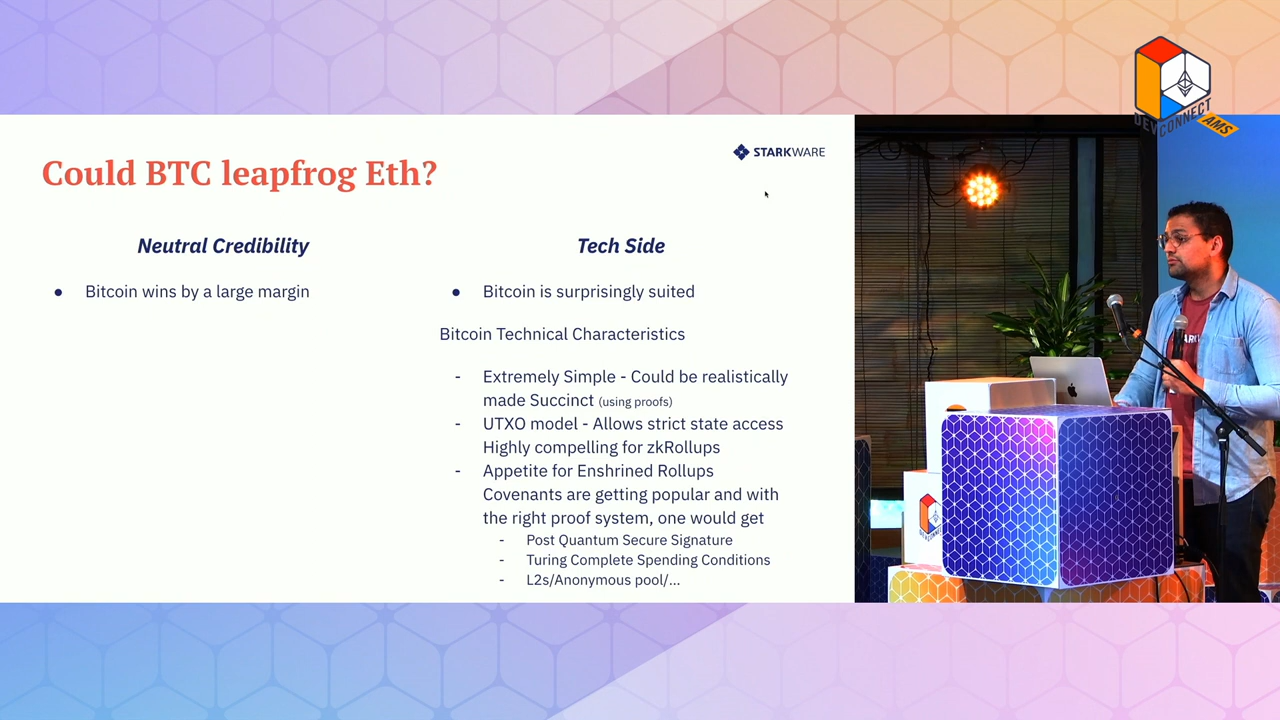 DEVCONNECT
AMS
STARKWARE
Could BTC leapfrog Eth?
Neutral Credibility
● Bitcoin wins by a large margin
Tech Side
● Bitcoin is surprisingly suited
Bitcoin Technical Characteristics
- Extremely Simple - Could be realistically
made Succinct (using proofs)
- UTXO model - Allows strict state access
Highly compelling for zkRollups
- Appetite for Enshrined Rollups
Covenants are getting popular and with
the right proof system, one would get
- Post Quantum Secure Signature
- Turing Complete Spending Conditions
- L2s/Anonymous pool/...